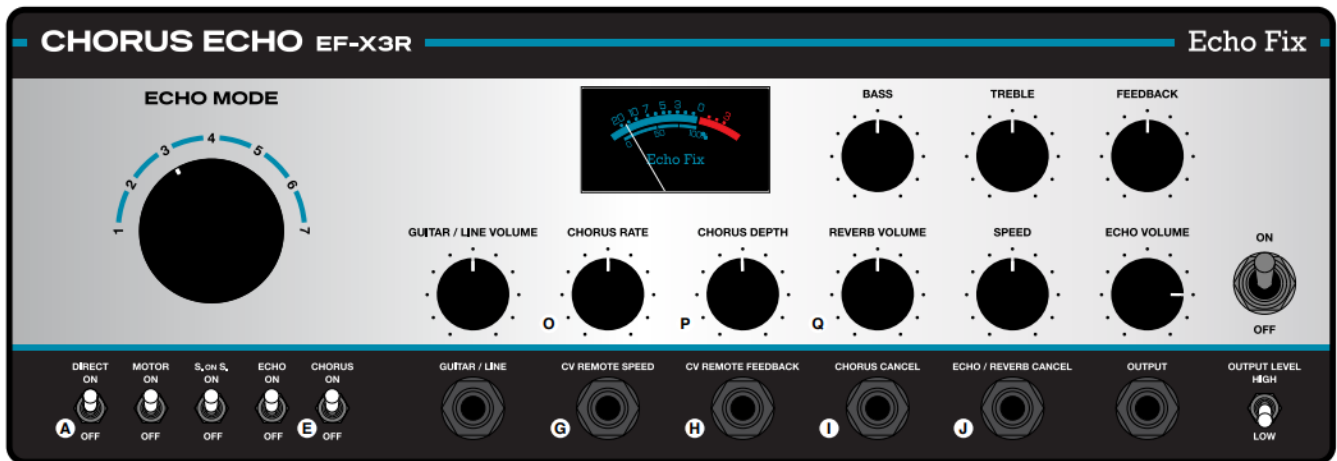 CHORUS ECHO EF-X3R
Echo Fix
ECHO MODE
1 2 3 4 5 6 7
20 10 7 5 3 0 3
0 50 100
Echo Fix
BASS
TREBLE
FEEDBACK
GUITAR / LINE VOLUME
CHORUS RATE
CHORUS DEPTH
REVERB VOLUME
SPEED
ECHO VOLUME
ON
OFF
O
P
Q
DIRECT
ON
A
OFF
MOTOR
ON
OFF
S. ON S.
ON
OFF
ECHO
ON
OFF
CHORUS
ON
E
OFF
GUITAR / LINE
CV REMOTE SPEED
G
CV REMOTE FEEDBACK
H
CHORUS CANCEL
I
ECHO / REVERB CANCEL
J
OUTPUT
OUTPUT LEVEL
HIGH
LOW